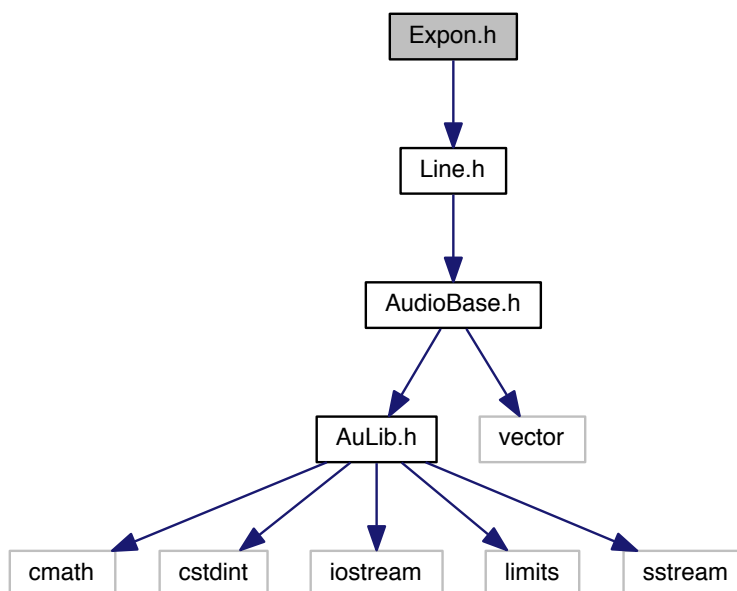 Expon.h
Line.h
AudioBase.h
AuLib.h
vector
cmath
cstdint
iostream
limits
sstream